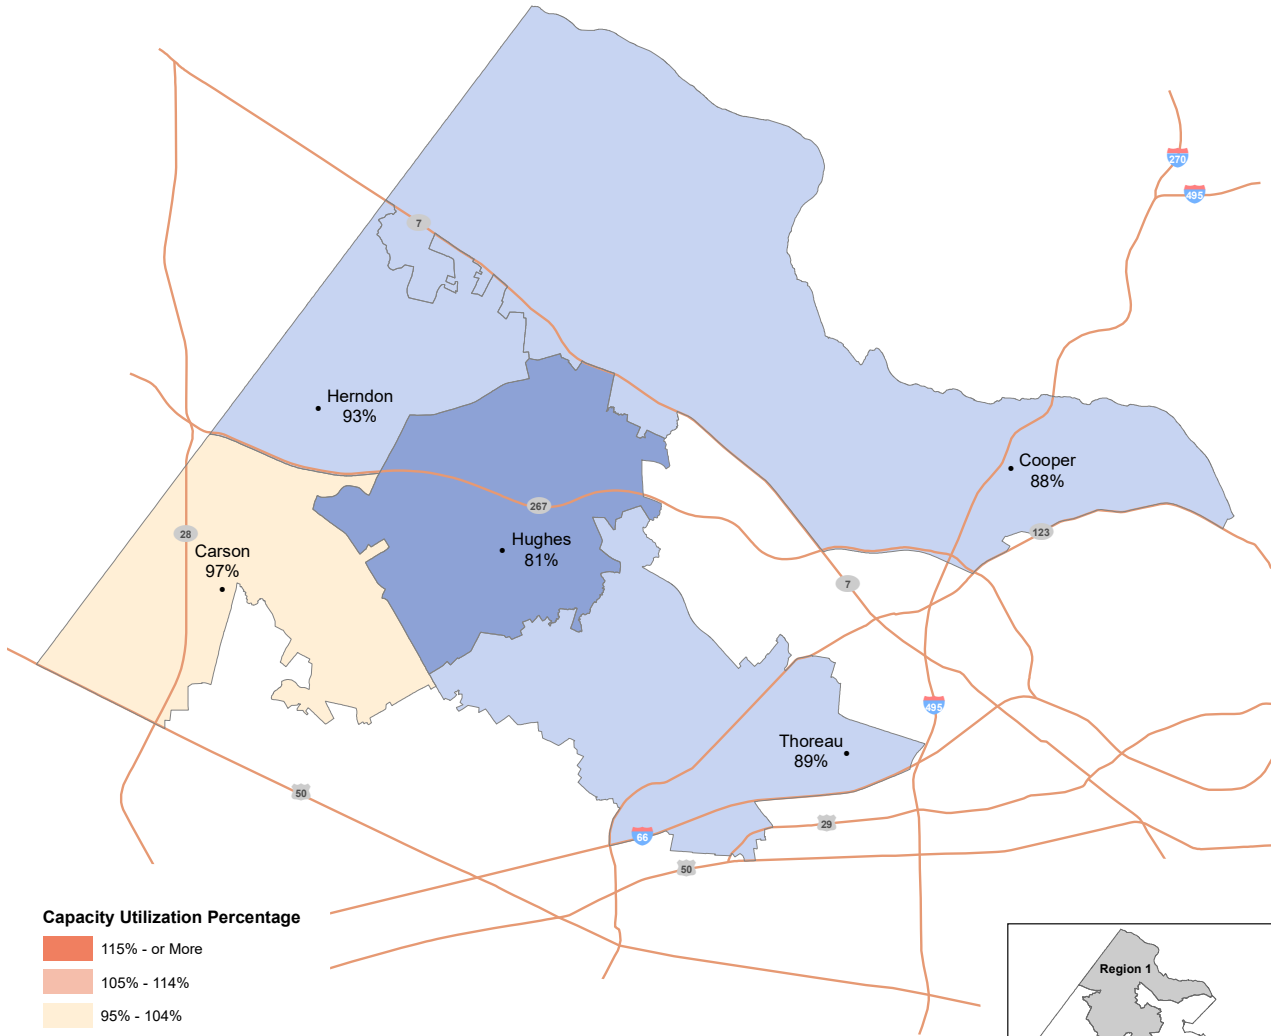 270
495
7
Herndon
93%
Cooper
88%
267
123
28
Hughes
81%
Carson
97%
7
495
Thoreau
89%
50
29
66
50
Capacity Utilization Percentage
115% - or More
105% - 114%
95% - 104%
Region 1